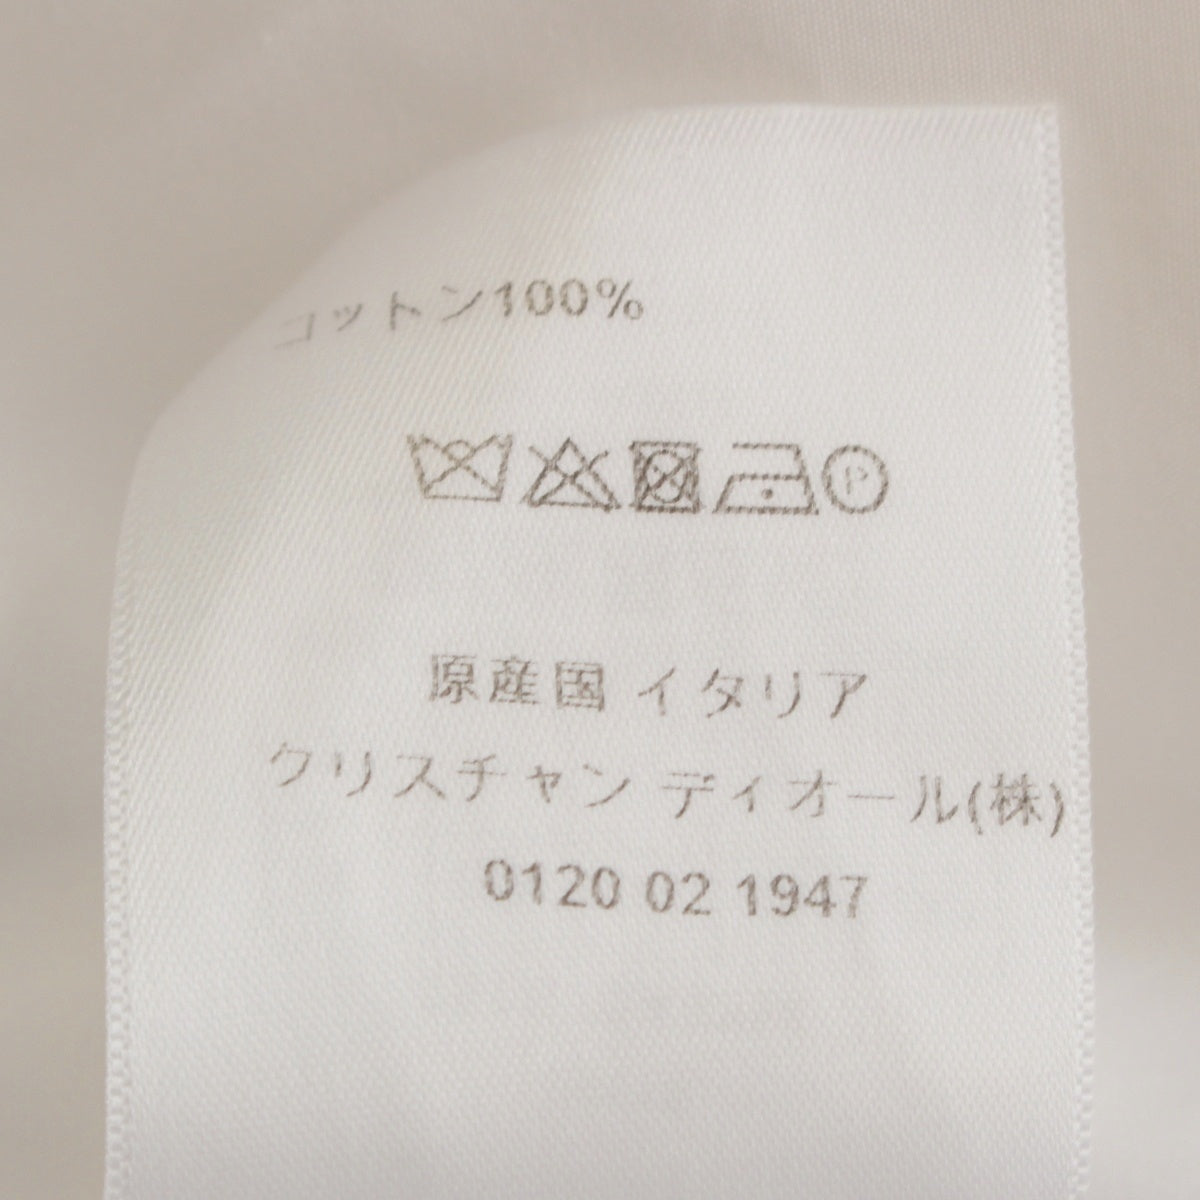 コットン100%
P
原産国 イタリア
クリスチャン ディオール(株)
0120 02 1947